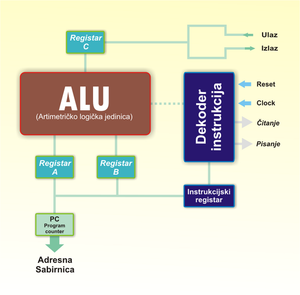 Registar
C
Ulaz
Izlaz
ALU
(Artimetričko logička jedinica)
Dekoder
instrukcija
Reset
Clock
Čitanje
Pisanje
Registar
A
Registar
B
Instrukcijski
registar
PC
Program
counter
Adresna
Sabirnica